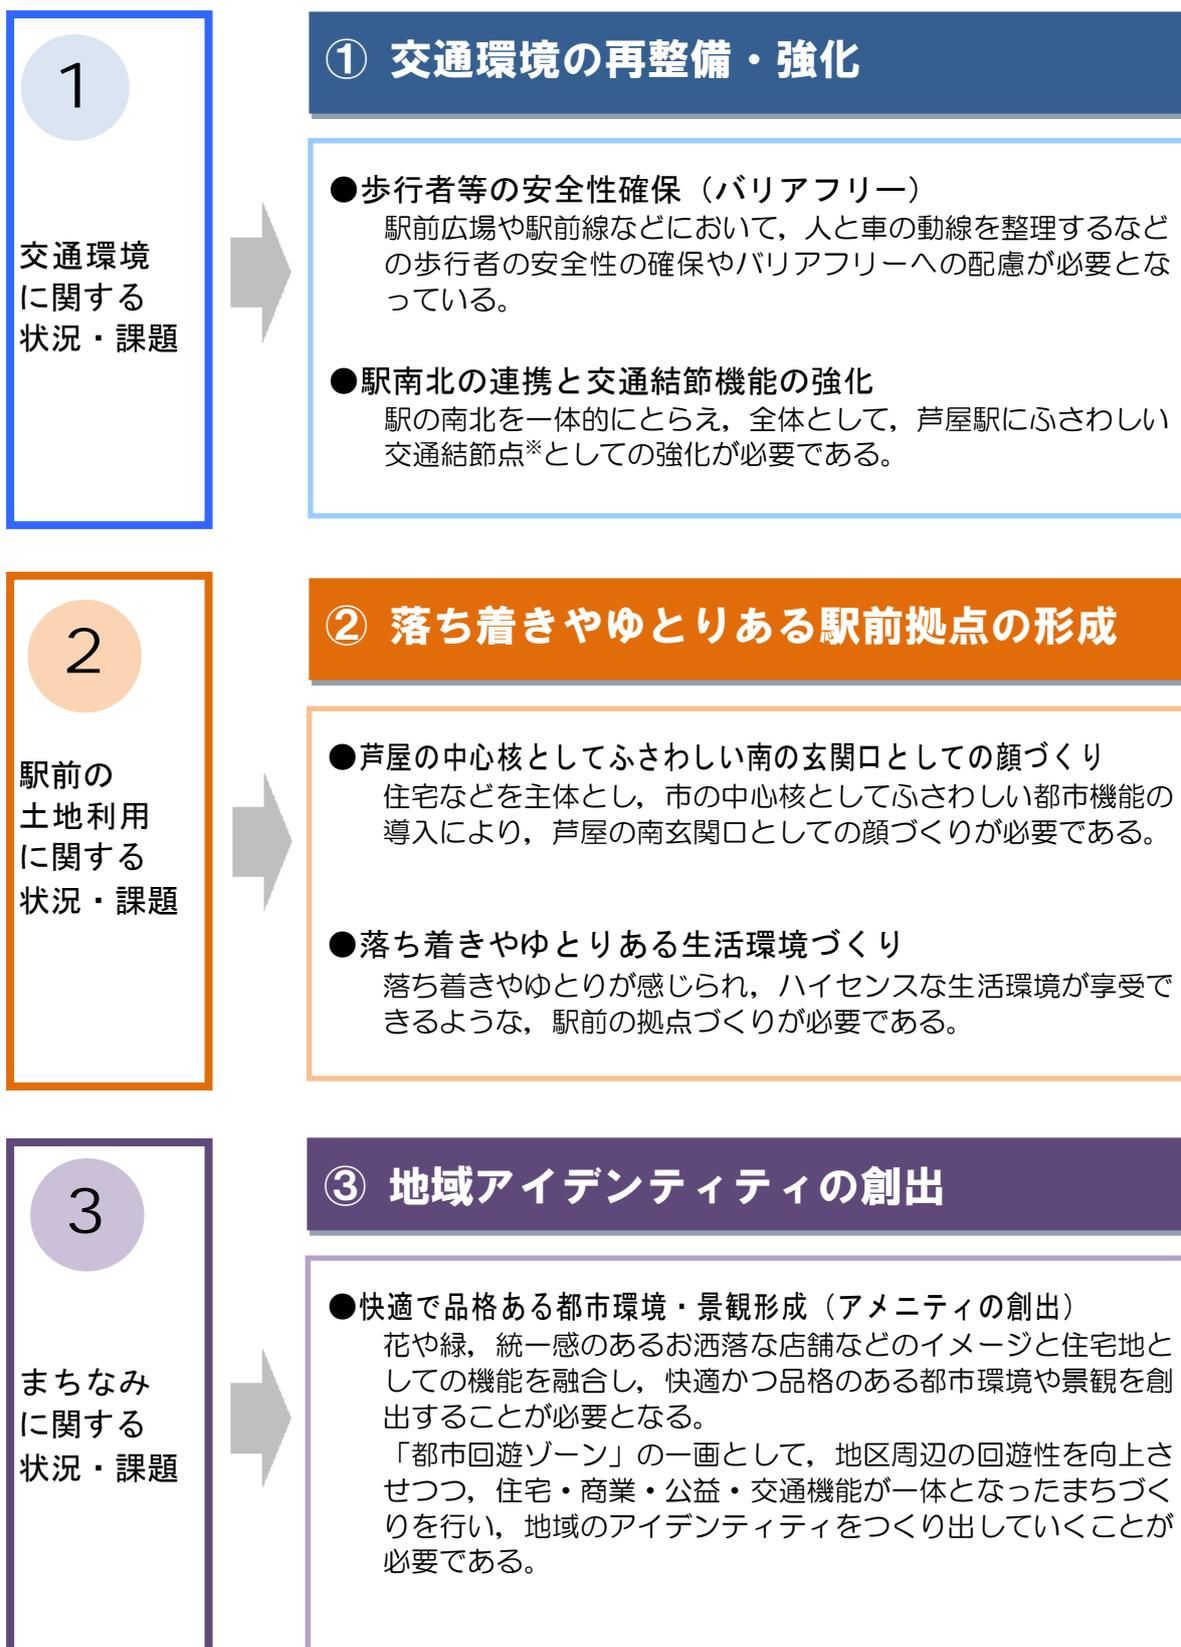 1
交通環境
に関する
状況・課題
① 交通環境の再整備・強化
●歩行者等の安全性確保（バリアフリー）
駅前広場や駅前線などにおいて，人と車の動線を整理するなど
の歩行者の安全性の確保やバリアフリーへの配慮が必要とな
っている。
●駅南北の連携と交通結節機能の強化
駅の南北を一体的にとらえ，全体として，芦屋駅にふさわしい
交通結節点※としての強化が必要である。
2
駅前の
土地利用
に関する
状況・課題
② 落ち着きやゆとりある駅前拠点の形成
●芦屋の中心核としてふさわしい南の玄関口としての顔づくり
住宅などを主体とし，市の中心核としてふさわしい都市機能の
導入により，芦屋の南玄関口としての顔づくりが必要である。
●落ち着きやゆとりある生活環境づくり
落ち着きやゆとりが感じられ，ハイセンスな生活環境が享受で
きるような，駅前の拠点づくりが必要である。
3
まちなみ
に関する
状況・課題
③ 地域アイデンティティの創出
●快適で品格ある都市環境・景観形成（アメニティの創出）
花や緑，統一感のあるお洒落な店舗などのイメージと住宅地と
しての機能を融合し，快適かつ品格のある都市環境や景観を創
出することが必要となる。
「都市回遊ゾーン」の一画として，地区周辺の回遊性を向上さ
せつつ，住宅・商業・公益・交通機能が一体となったまちづく
りを行い，地域のアイデンティティをつくり出していくことが
必要である。